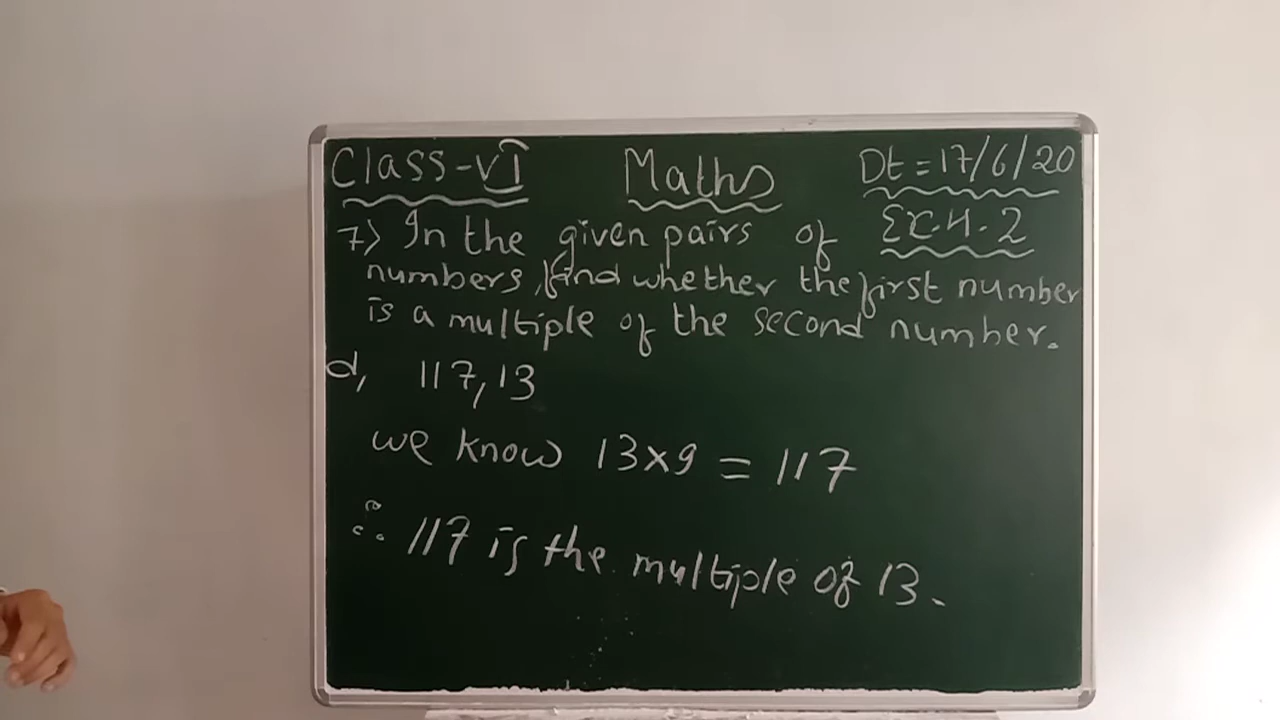 Class-VI Maths Dt=17/6/20
7) In the given pairs of Ex.4.2
numbers, find whether the first number
is a multiple of the second number.
d, 117,13
we know 13x9 = 117
∴ 117 is the multiple of 13.